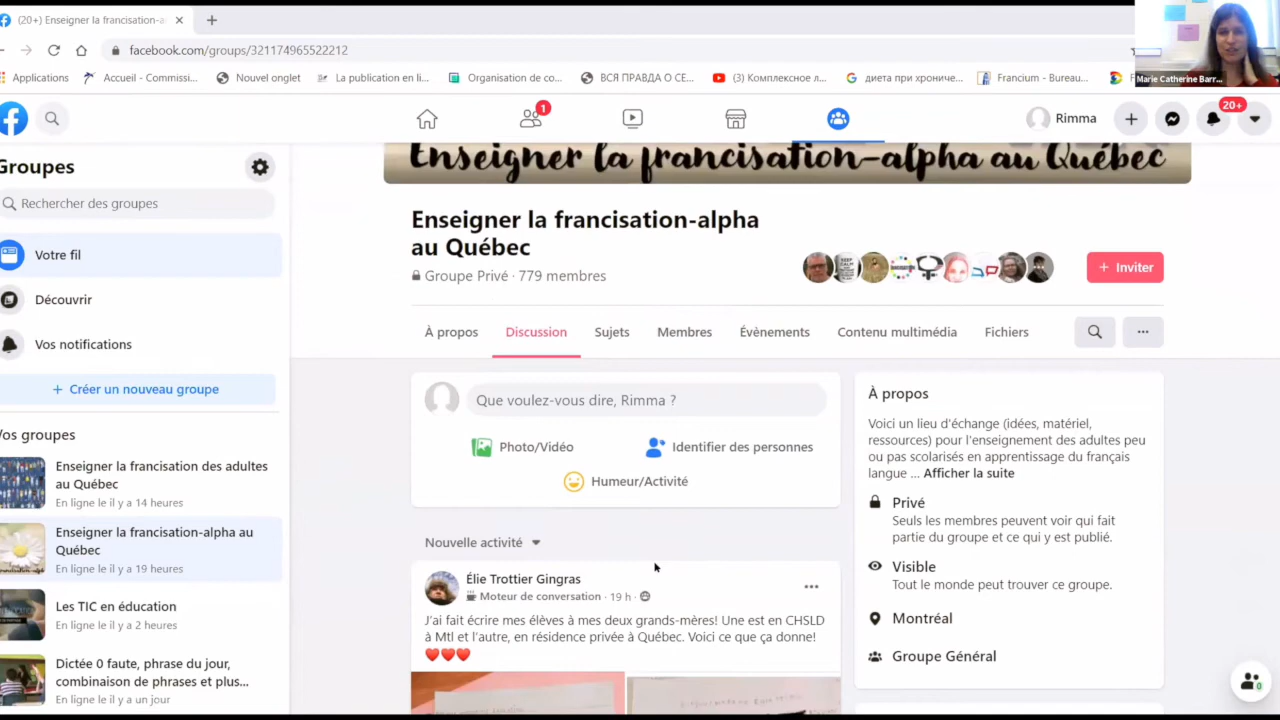 (20+) Enseigner la francisation-a
facebook.com/groups/321174965522212
Applications
Accueil - Commissi...
Nouvel onglet
La publication en li...
Organisation de co...
ВСЯ ПРАВДА О СЕ...
(3) Комплексное л...
диета при хрониче...
Francium - Bureau...
Marie Catherine Barr...
1
Rimma
20+
Groupes
Rechercher des groupes
Votre fil
Découvrir
Vos notifications
+ Créer un nouveau groupe
Vos groupes
Enseigner la francisation des adultes
au Québec
En ligne le il y a 14 heures
Enseigner la francisation-alpha au
Québec
En ligne le il y a 19 heures
Les TIC en éducation
En ligne le il y a 2 heures
Dictée 0 faute, phrase du jour,
combinaison de phrases et plus...
En ligne le il y a un jour
Enseigner la francisation-alpha au Québec
Enseigner la francisation-alpha
au Québec
Groupe Privé · 779 membres
+ Inviter
À propos
Discussion
Sujets
Membres
Évènements
Contenu multimédia
Fichiers
Que voulez-vous dire, Rimma ?
Photo/Vidéo
Identifier des personnes
Humeur/Activité
Nouvelle activité
Élie Trottier Gingras
Moteur de conversation · 19 h ·
J'ai fait écrire mes élèves à mes deux grands-mères! Une est en CHSLD
à Mtl et l'autre, en résidence privée à Québec. Voici ce que ça donne!
À propos
Voici un lieu d'échange (idées, matériel,
ressources) pour l'enseignement des adultes peu
ou pas scolarisés en apprentissage du français
langue ... Afficher la suite
Privé
Seuls les membres peuvent voir qui fait
partie du groupe et ce qui y est publié.
Visible
Tout le monde peut trouver ce groupe.
Montréal
Groupe Général
0